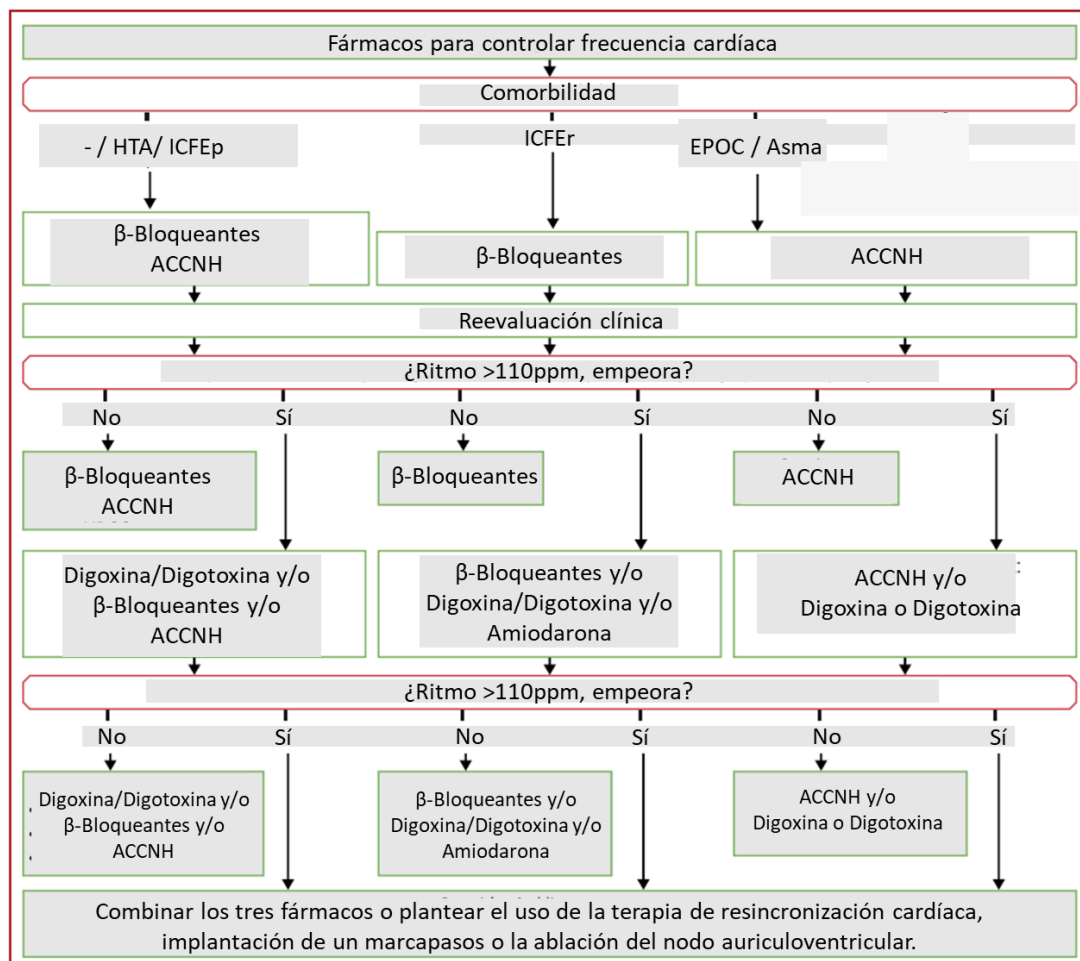 Fármacos para controlar frecuencia cardíaca
Comorbilidad
- / HTA/ ICFEp
ICFEr
EPOC / Asma
β-Bloqueantes
ACCNH
β-Bloqueantes
ACCNH
Reevaluación clínica
¿Ritmo >110ppm, empeora?
No
Sí
No
Sí
No
Sí
β-Bloqueantes
ACCNH
β-Bloqueantes
ACCNH
Digoxina/Digotoxina y/o
β-Bloqueantes y/o
ACCNH
β-Bloqueantes y/o
Digoxina/Digotoxina y/o
Amiodarona
ACCNH y/o
Digoxina o Digotoxina
¿Ritmo >110ppm, empeora?
No
Sí
No
Sí
No
Sí
Digoxina/Digotoxina y/o
β-Bloqueantes y/o
ACCNH
β-Bloqueantes y/o
Digoxina/Digotoxina y/o
Amiodarona
ACCNH y/o
Digoxina o Digotoxina
Combinar los tres fármacos o plantear el uso de la terapia de resincronización cardíaca,
implantación de un marcapasos o la ablación del nodo auriculoventricular.